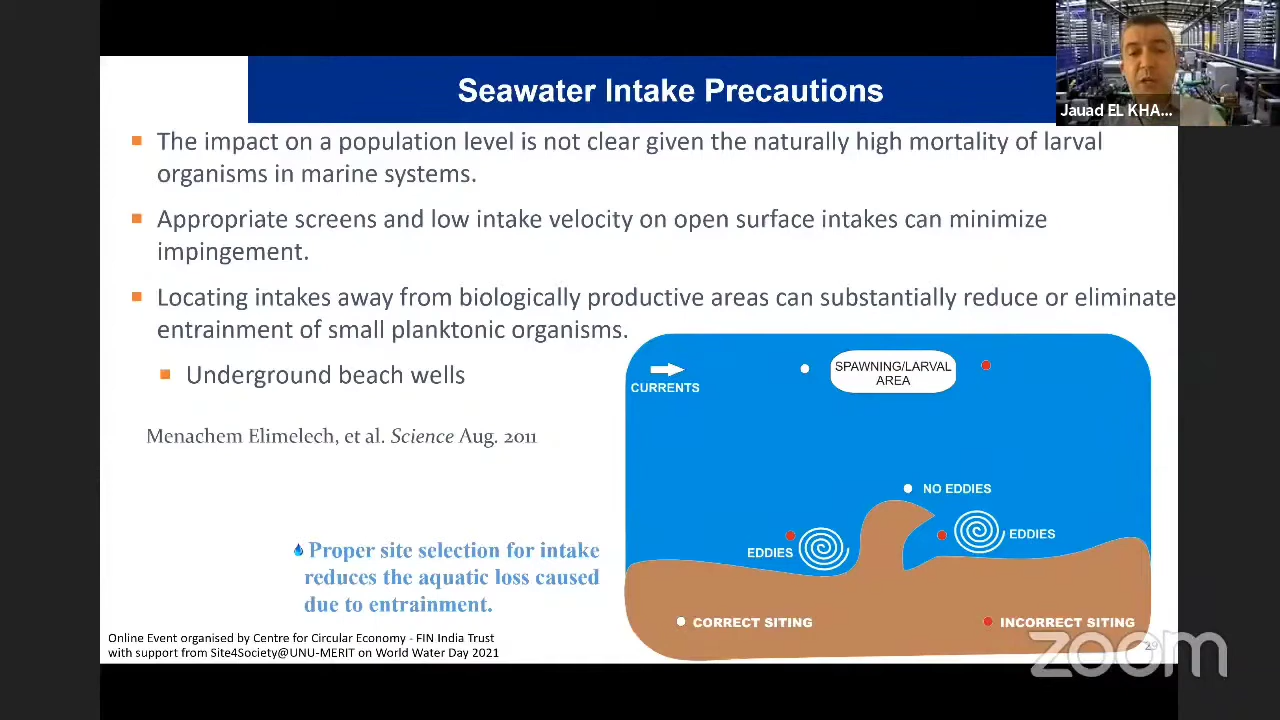 Seawater Intake Precautions
Jauad EL KHA...
The impact on a population level is not clear given the naturally high mortality of larval
organisms in marine systems.
Appropriate screens and low intake velocity on open surface intakes can minimize
impingement.
Locating intakes away from biologically productive areas can substantially reduce or eliminate
entrainment of small planktonic organisms.
Underground beach wells
Menachem Elimelech, et al. Science Aug. 2011
CURRENTS
SPAWNING/LARVAL
AREA
NO EDDIES
EDDIES
EDDIES
CORRECT SITING
INCORRECT SITING
Proper site selection for intake
reduces the aquatic loss caused
due to entrainment.
Online Event organised by Centre for Circular Economy - FIN India Trust
with support from Site4Society@UNU-MERIT on World Water Day 2021
zoom